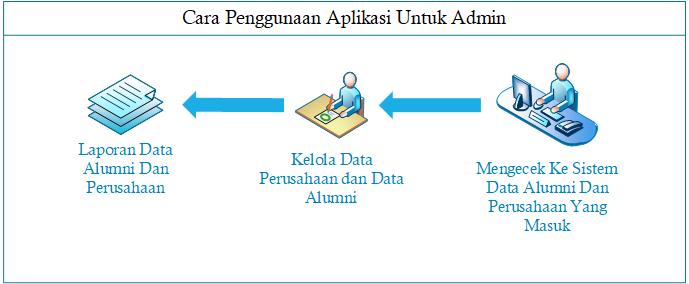 Cara Penggunaan Aplikasi Untuk Admin
Laporan Data
Alumni Dan
Perusahaan
Kelola Data
Perusahaan dan Data
Alumni
Mengecek Ke Sistem
Data Alumni Dan
Perusahaan Yang
Masuk